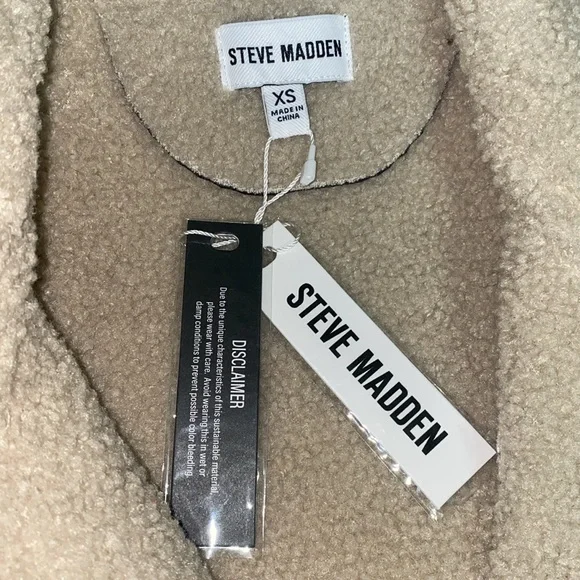 STEVE MADDEN
XS
MADE IN
CHINA
DISCLAIMER
Due to the unique characteristics of this sustainable material,
please wear with care. Avoid wearing this in wet or
damp conditions to prevent possible color bleeding.
STEVE MADDEN